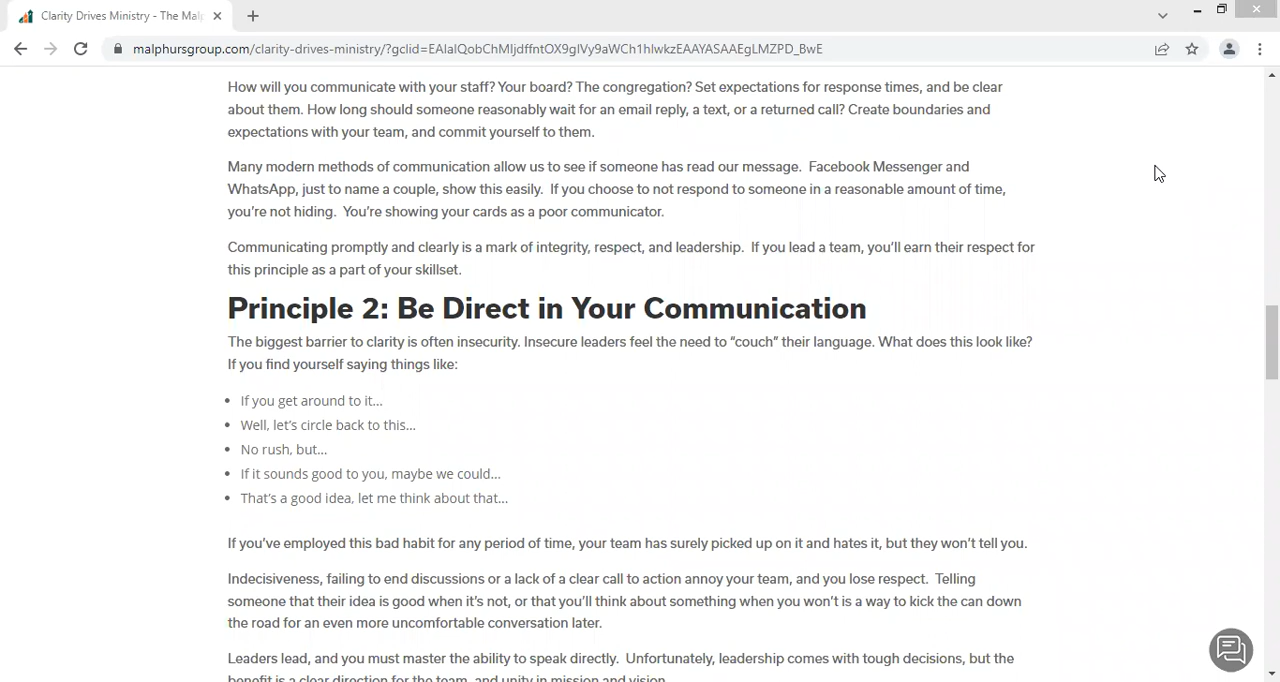 Clarity Drives Ministry - The Malp
malphursgroup.com/clarity-drives-ministry/?gclid=EAIaIQobChMIjdffntOX9gIVy9aWCh1hIwkzEAAYASAAEgLMZPD_BwE
How will you communicate with your staff? Your board? The congregation? Set expectations for response times, and be clear
about them. How long should someone reasonably wait for an email reply, a text, or a returned call? Create boundaries and
expectations with your team, and commit yourself to them.
Many modern methods of communication allow us to see if someone has read our message.  Facebook Messenger and
WhatsApp, just to name a couple, show this easily.  If you choose to not respond to someone in a reasonable amount of time,
you're not hiding.  You're showing your cards as a poor communicator.
Communicating promptly and clearly is a mark of integrity, respect, and leadership.  If you lead a team, you'll earn their respect for
this principle as a part of your skillset.
Principle 2: Be Direct in Your Communication
The biggest barrier to clarity is often insecurity. Insecure leaders feel the need to “couch” their language. What does this look like?
If you find yourself saying things like:
• If you get around to it...
• Well, let's circle back to this...
• No rush, but...
• If it sounds good to you, maybe we could...
• That's a good idea, let me think about that...
If you've employed this bad habit for any period of time, your team has surely picked up on it and hates it, but they won't tell you.
Indecisiveness, failing to end discussions or a lack of a clear call to action annoy your team, and you lose respect.  Telling
someone that their idea is good when it's not, or that you'll think about something when you won't is a way to kick the can down
the road for an even more uncomfortable conversation later.
Leaders lead, and you must master the ability to speak directly.  Unfortunately, leadership comes with tough decisions, but the
benefit is a clear direction for the team, and unity in mission and vision.